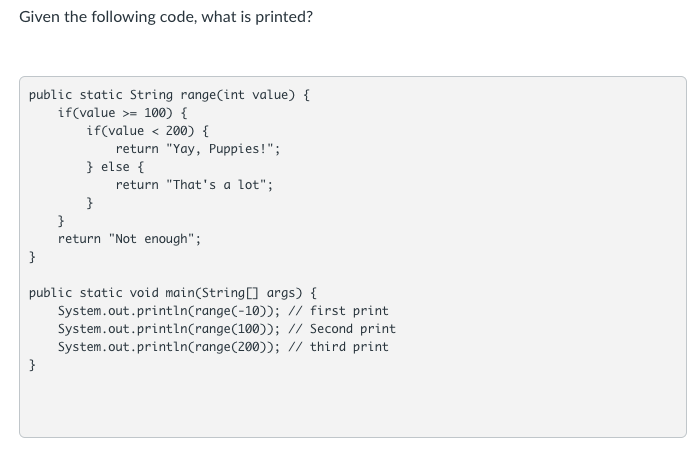 Given the following code, what is printed?
public static String range(int value) {
    if(value >= 100) {
        if(value < 200) {
            return "Yay, Puppies!";
        } else {
            return "That's a lot";
        }
    }
    return "Not enough";
}
public static void main(String[] args) {
    System.out.println(range(-10)); // first print
    System.out.println(range(100)); // Second print
    System.out.println(range(200)); // third print
}